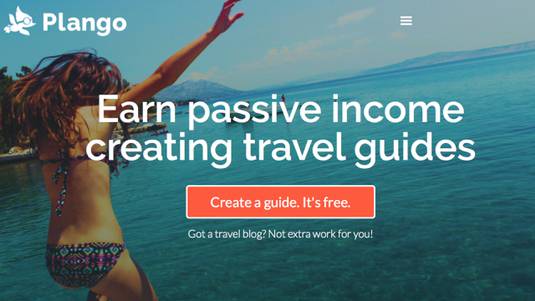 Plango
Earn passive income
creating travel guides
Create a guide. It's free.
Got a travel blog? Not extra work for you!